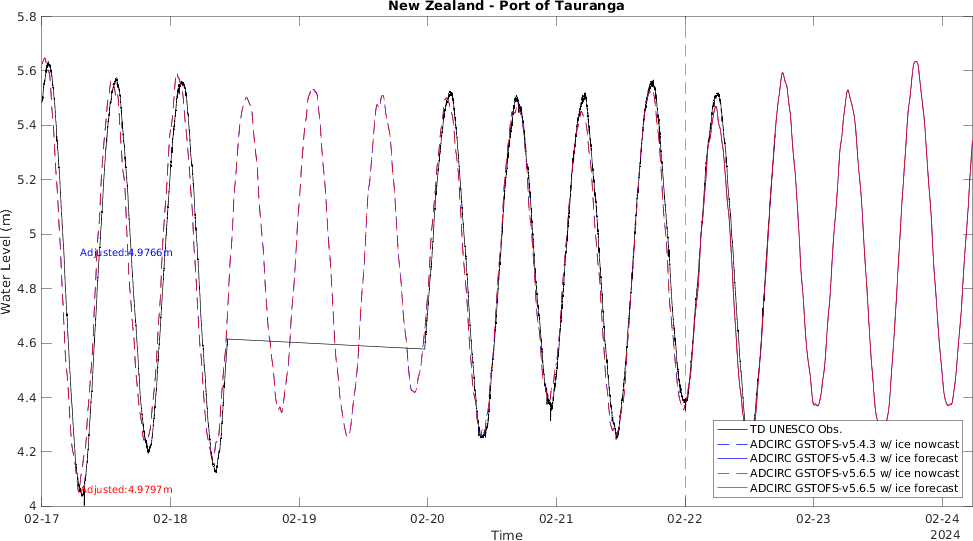 New Zealand - Port of Tauranga
5.8
5.6
5.4
5.2
5
4.8
4.6
4.4
4.2
4
Water Level (m)
Adjusted:4.9766m
Adjusted:4.9797m
TD UNESCO Obs.
ADCIRC GSTOFS-v5.4.3 w/ ice nowcast
ADCIRC GSTOFS-v5.4.3 w/ ice forecast
ADCIRC GSTOFS-v5.6.5 w/ ice nowcast
ADCIRC GSTOFS-v5.6.5 w/ ice forecast
02-17 02-18 02-19 02-20 02-21 02-22 02-23 02-24
Time
2024